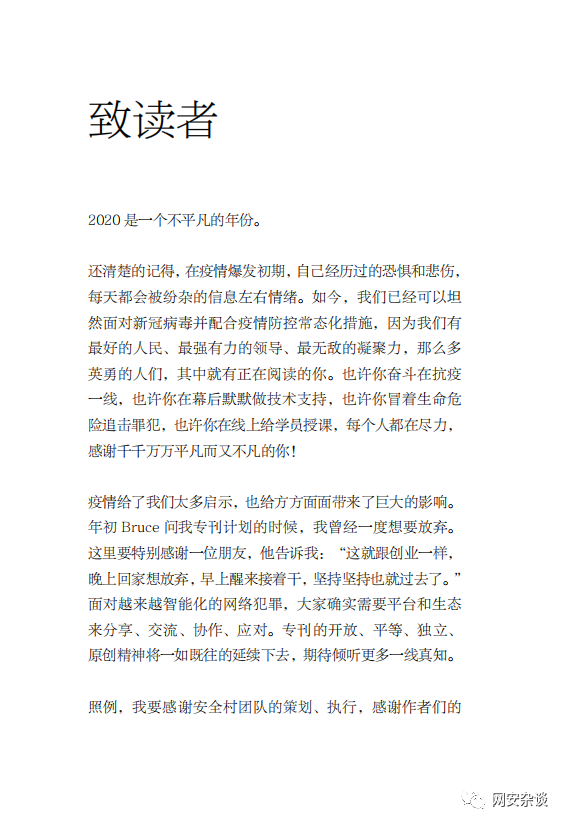 致读者
2020 是一个不平凡的年份。
还清楚的记得，在疫情爆发初期，自己经历过的恐惧和悲伤，
每天都会被纷杂的信息左右情绪。如今，我们已经可以坦
然面对新冠病毒并配合疫情防控常态化措施，因为我们有
最好的人民、最强有力的领导、最无敌的凝聚力，那么多
英勇的人们，其中就有正在阅读的你。也许你奋斗在抗疫
一线，也许你在幕后默默做技术支持，也许你冒着生命危
险追击罪犯，也许你在线上给学员授课，每个人都在尽力，
感谢千千万万平凡而又不凡的你！
疫情给了我们太多启示，也给方方面面带来了巨大的影响。
年初 Bruce 问我专刊计划的时候，我曾经一度想要放弃。
这里要特别感谢一位朋友，他告诉我：“这就跟创业一样，
晚上回家想放弃，早上醒来接着干，坚持坚持也就过去了。”
面对越来越智能化的网络犯罪，大家确实需要平台和生态
来分享、交流、协作、应对。专刊的开放、平等、独立、
原创精神将一如既往的延续下去，期待倾听更多一线真知。
照例，我要感谢安全村团队的策划、执行，感谢作者们的
网安杂谈